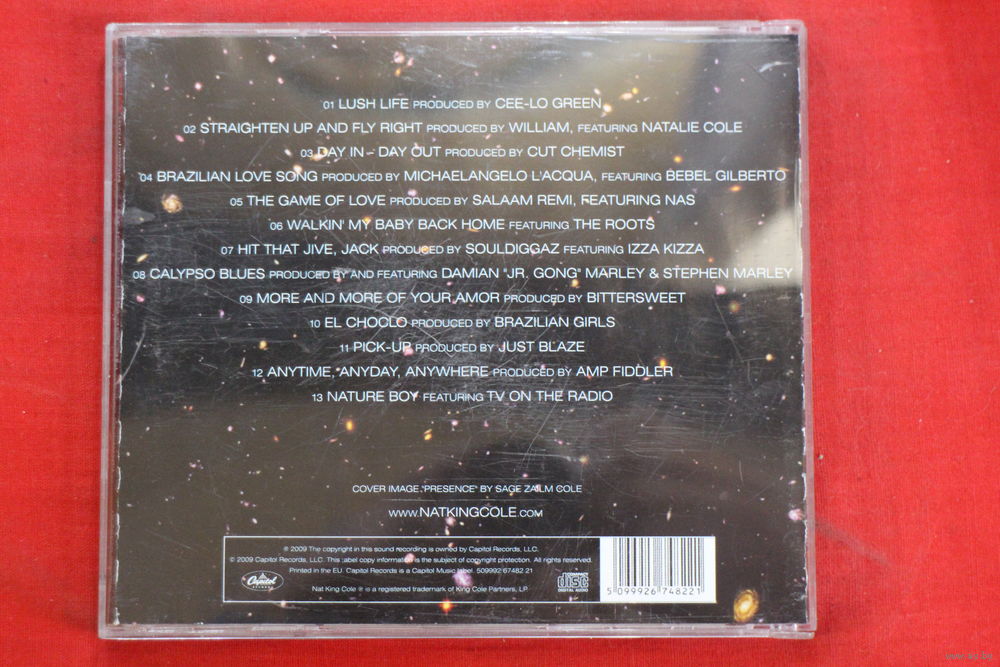 01 LUSH LIFE PRODUCED BY CEE-LO GREEN
02 STRAIGHTEN UP AND FLY RIGHT PRODUCED BY WILLIAM, FEATURING NATALIE COLE
03 DAY IN – DAY OUT PRODUCED BY CUT CHEMIST
04 BRAZILIAN LOVE SONG PRODUCED BY MICHAELANGELO L'ACQUA, FEATURING BEBEL GILBERTO
05 THE GAME OF LOVE PRODUCED BY SALAAM REMI, FEATURING NAS
06 WALKIN' MY BABY BACK HOME FEATURING THE ROOTS
07 HIT THAT JIVE, JACK PRODUCED BY SOULDIGGAZ FEATURING IZZA KIZZA
08 CALYPSO BLUES PRODUCED BY AND FEATURING DAMIAN "JR. GONG" MARLEY & STEPHEN MARLEY
09 MORE AND MORE OF YOUR AMOR PRODUCED BY BITTERSWEET
10 EL CHOCLO PRODUCED BY BRAZILIAN GIRLS
11 PICK-UP PRODUCED BY JUST BLAZE
12 ANYTIME, ANYDAY, ANYWHERE PRODUCED BY AMP FIDDLER
13 NATURE BOY FEATURING TV ON THE RADIO
COVER IMAGE "PRESENCE" BY SAGE ZALM COLE
WWW.NATKINGCOLE.COM
℗ 2009 The copyright in this sound recording is owned by Capitol Records, LLC.
© 2009 Capitol Records, LLC. This label copy information is the subject of copyright protection. All rights reserved.
Printed in the EU. Capitol Records is a Capitol Music label. 50999 2 67482 21
Nat King Cole ® is a registered trademark of King Cole Partners, LP
Capitol
RECORDS
COMPACT
disc
DIGITAL AUDIO
5 099926 748221